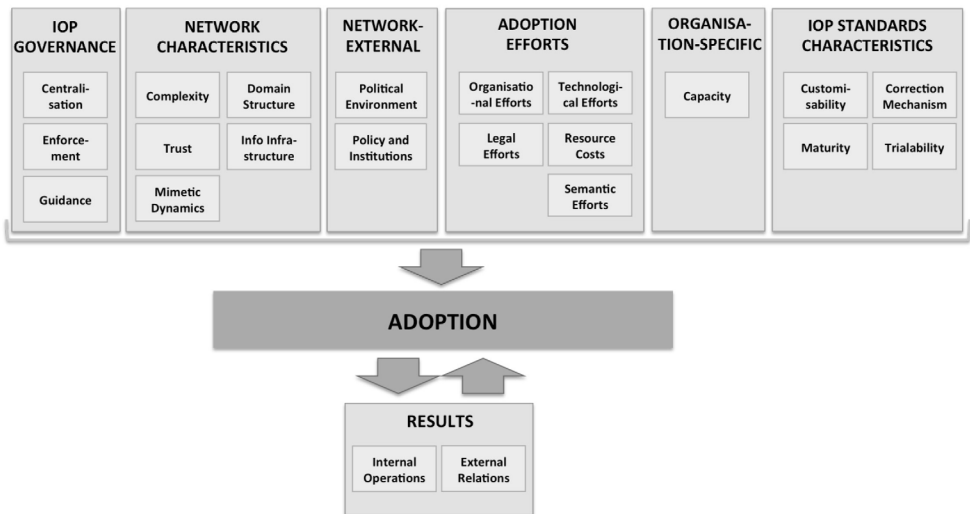 IOP
GOVERNANCE
Centrali-
sation
Enforce-
ment
Guidance
NETWORK
CHARACTERISTICS
Complexity
Domain
Structure
Trust
Info Infra-
structure
Mimetic
Dynamics
NETWORK-
EXTERNAL
Political
Environment
Policy and
Institutions
ADOPTION
EFFORTS
Organisatio
-nal Efforts
Technologi-
cal Efforts
Legal
Efforts
Resource
Costs
Semantic
Efforts
ORGANISA-
TION-SPECIFIC
Capacity
IOP STANDARDS
CHARACTERISTICS
Customi-
sability
Correction
Mechanism
Maturity
Trialability
ADOPTION
RESULTS
Internal
Operations
External
Relations